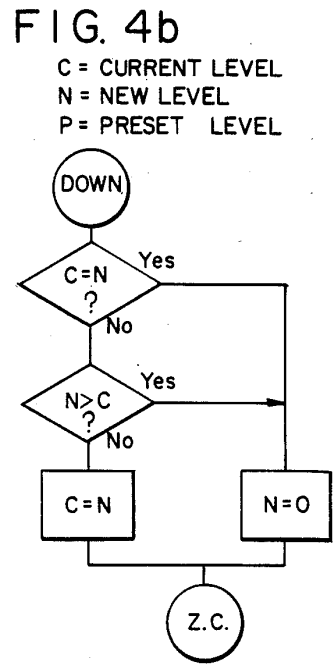 FIG. 4b
C = CURRENT LEVEL
N = NEW LEVEL
P = PRESET LEVEL
DOWN
C=N
?
Yes
No
N>C
?
Yes
No
C=N
N=O
Z.C.